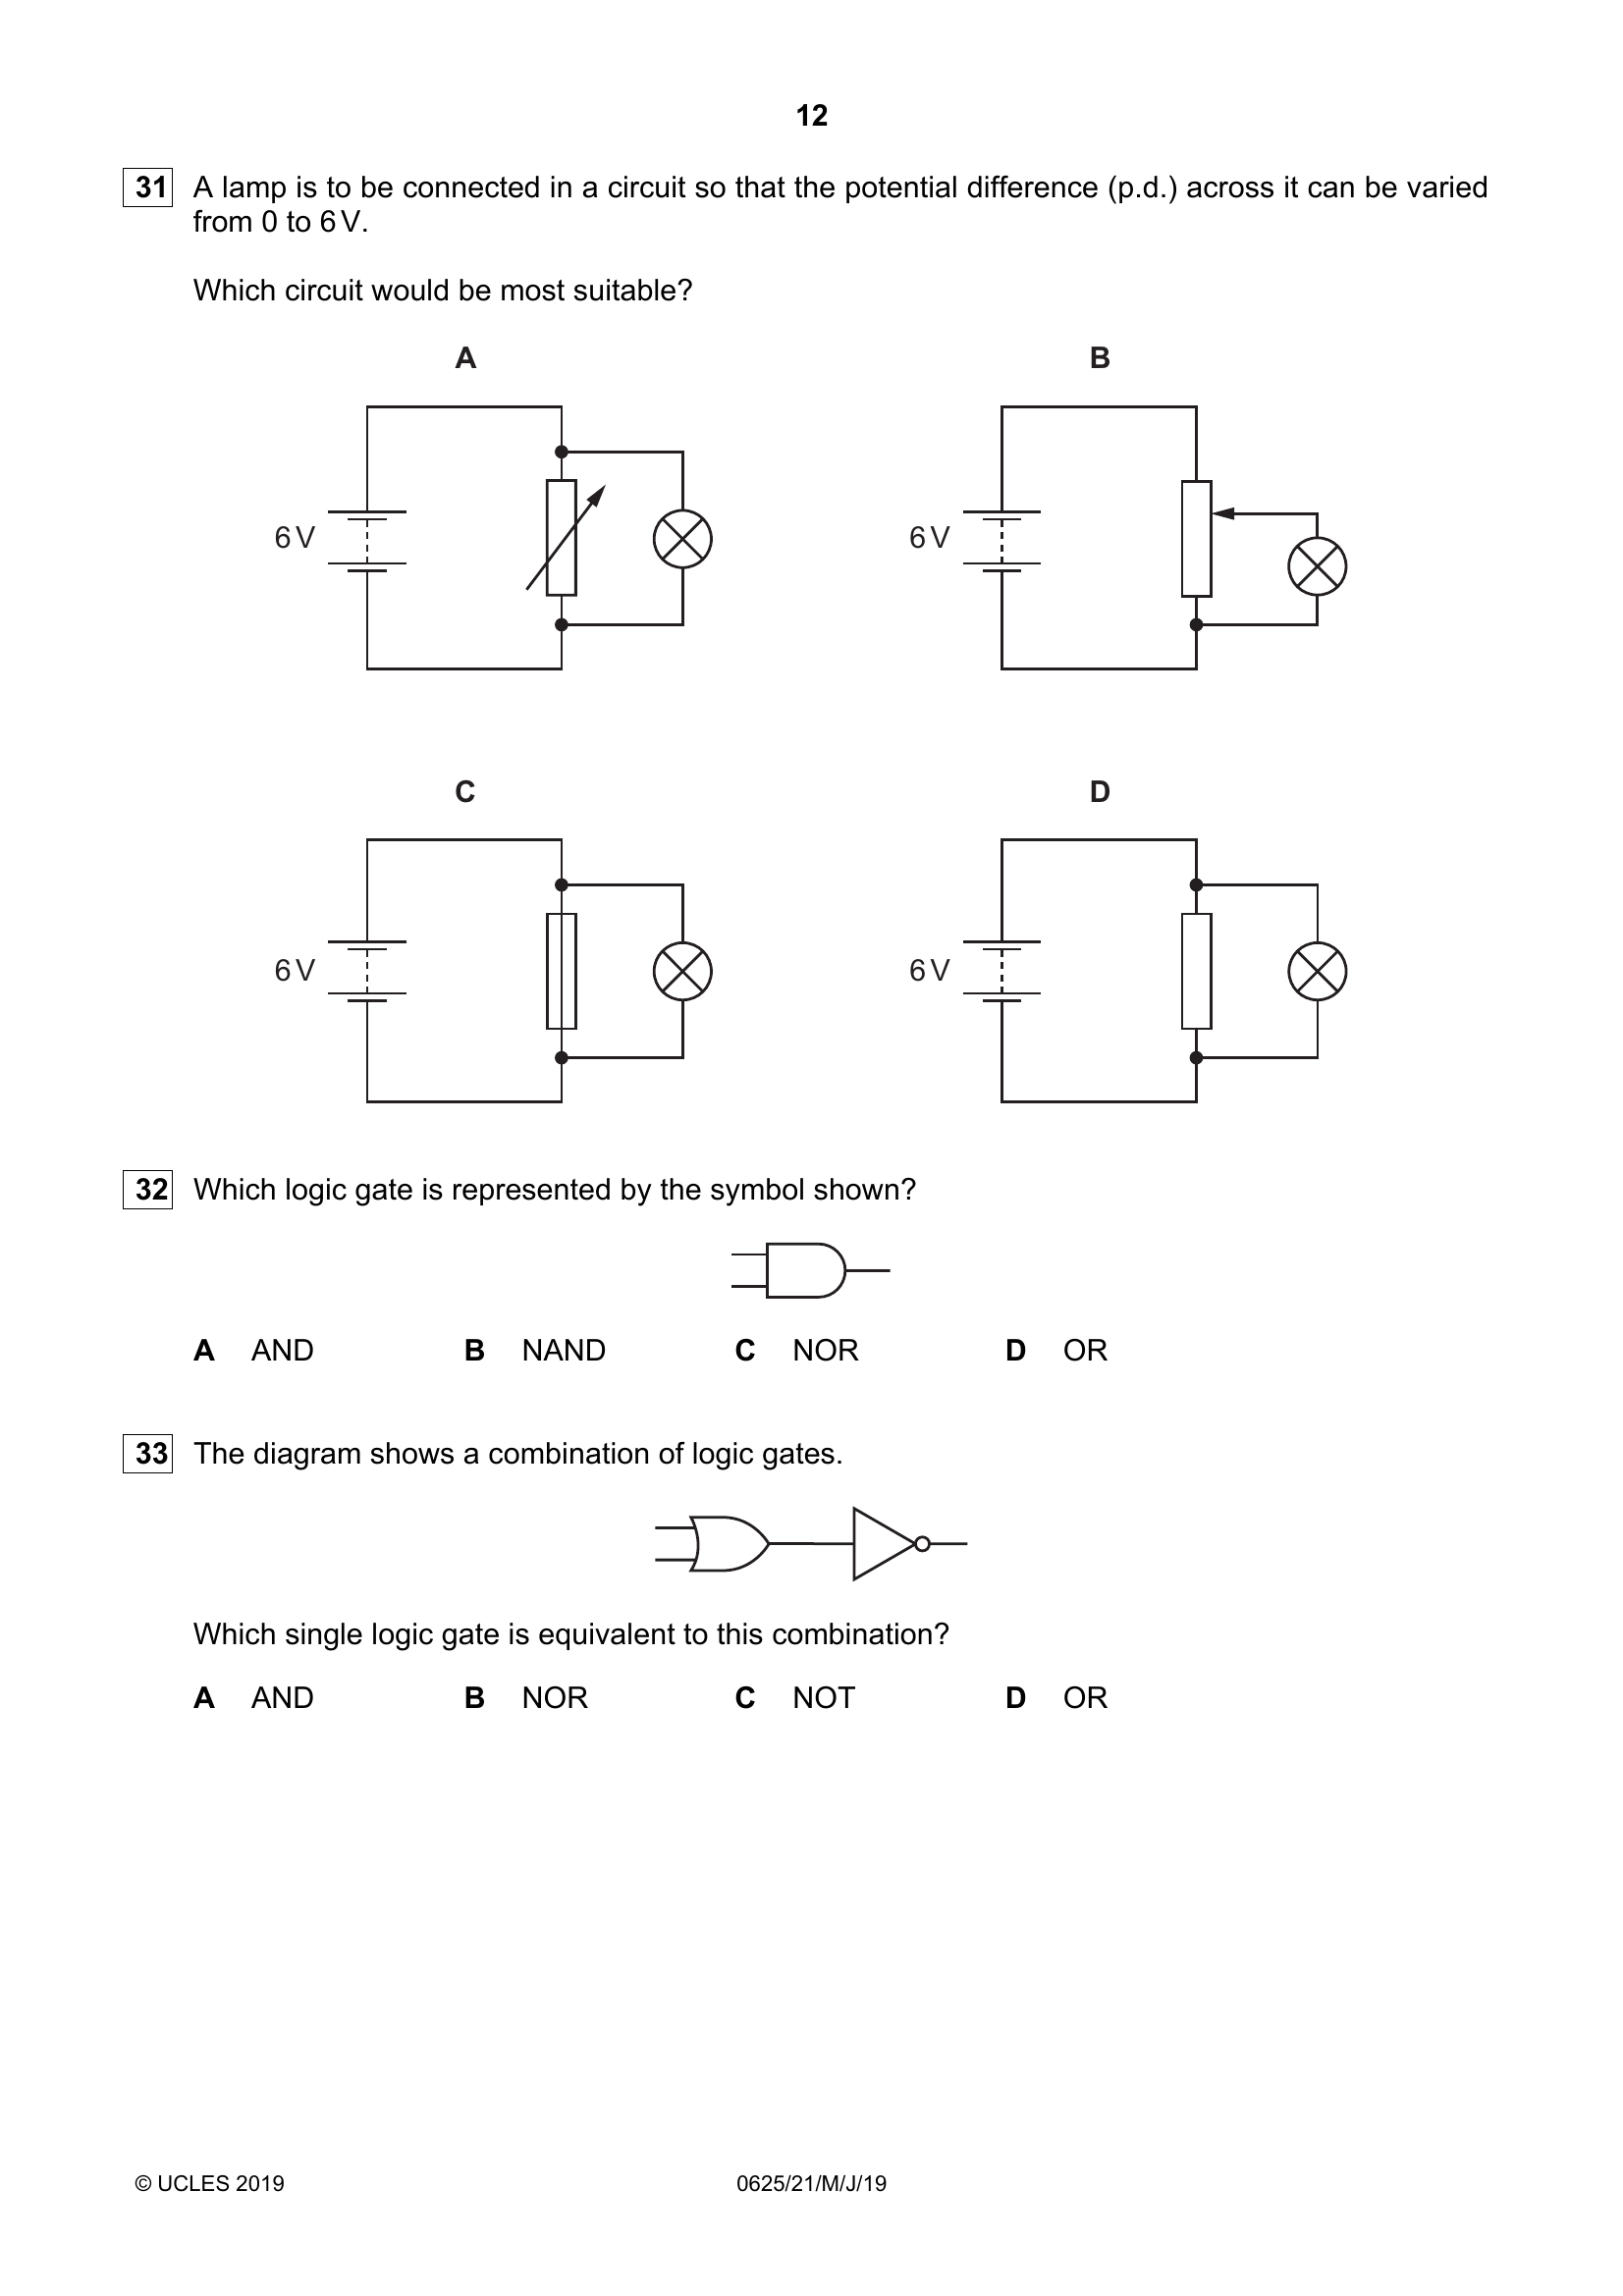 12
31 A lamp is to be connected in a circuit so that the potential difference (p.d.) across it can be varied
from 0 to 6 V.
Which circuit would be most suitable?
A B
6 V 6 V
C D
6 V 6 V
32 Which logic gate is represented by the symbol shown?
A AND B NAND C NOR D OR
33 The diagram shows a combination of logic gates.
Which single logic gate is equivalent to this combination?
A AND B NOR C NOT D OR
© UCLES 2019 0625/21/M/J/19